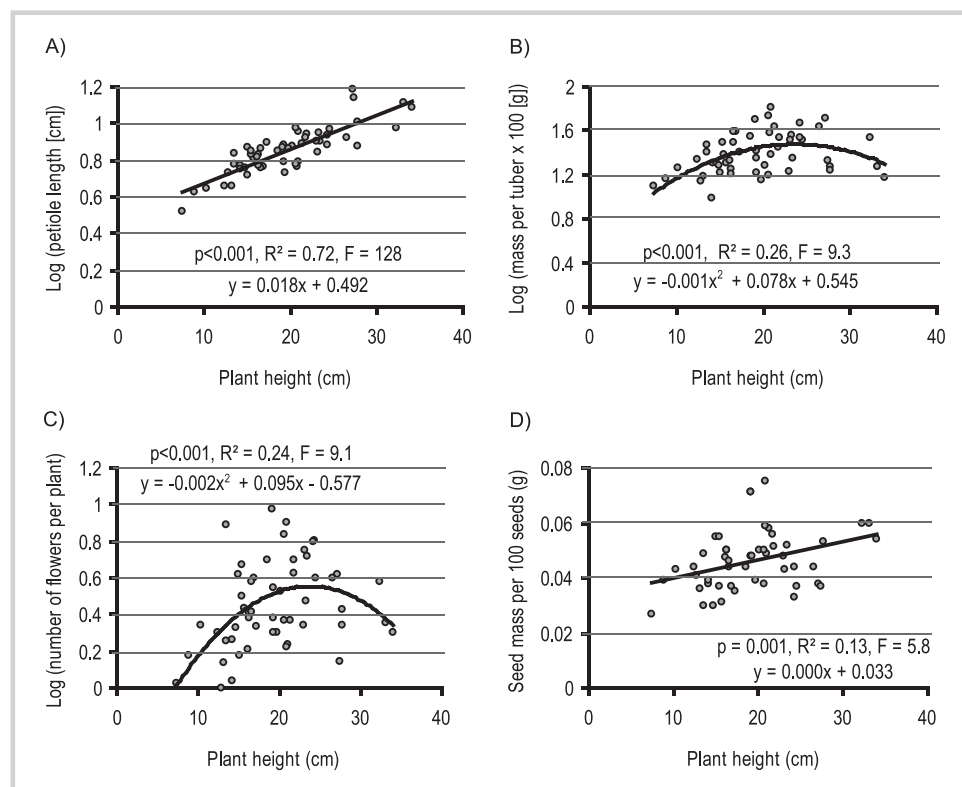 A)
Log (petiole length [cm]
1.2
1
0.8
0.6
0.4
0.2
0
p<0.001, R² = 0.72, F = 128
y = 0.018x + 0.492
0 10 20 30 40
Plant height (cm)
B)
Log (mass per tuber x 100 [g])
2
1.6
1.2
0.8
0.4
0
p<0.001, R² = 0.26, F = 9.3
y = -0.001x² + 0.078x + 0.545
0 10 20 30 40
Plant height (cm)
C)
p<0.001, R² = 0.24, F = 9.1
y = -0.002x² + 0.095x - 0.577
Log (number of flowers per plant)
1.2
1
0.8
0.6
0.4
0.2
0
0 10 20 30 40
Plant height (cm)
D)
Seed mass per 100 seeds (g)
0.08
0.06
0.04
0.02
0
p = 0.001, R² = 0.13, F = 5.8
y = 0.000x + 0.033
0 10 20 30 40
Plant height (cm)